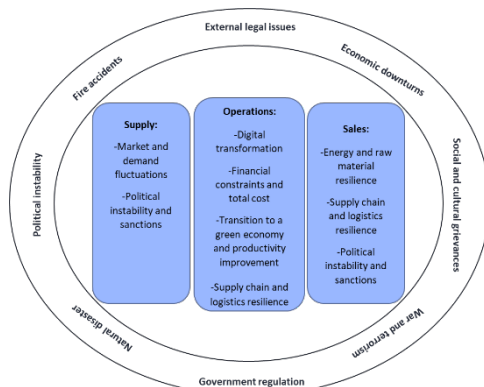 External legal issues
Fire accidents
Economic downturns
Political instability
Social and cultural grievances
Natural disaster
War and terrorism
Government regulation
Supply:
-Market and
demand
fluctuations
-Political
instability and
sanctions
Operations:
-Digital
transformation
-Financial
constraints and
total cost
-Transition to a
green economy
and productivity
improvement
-Supply chain and
logistics resilience
Sales:
-Energy and raw
material
resilience
-Supply chain
and logistics
resilience
-Political
instability and
sanctions